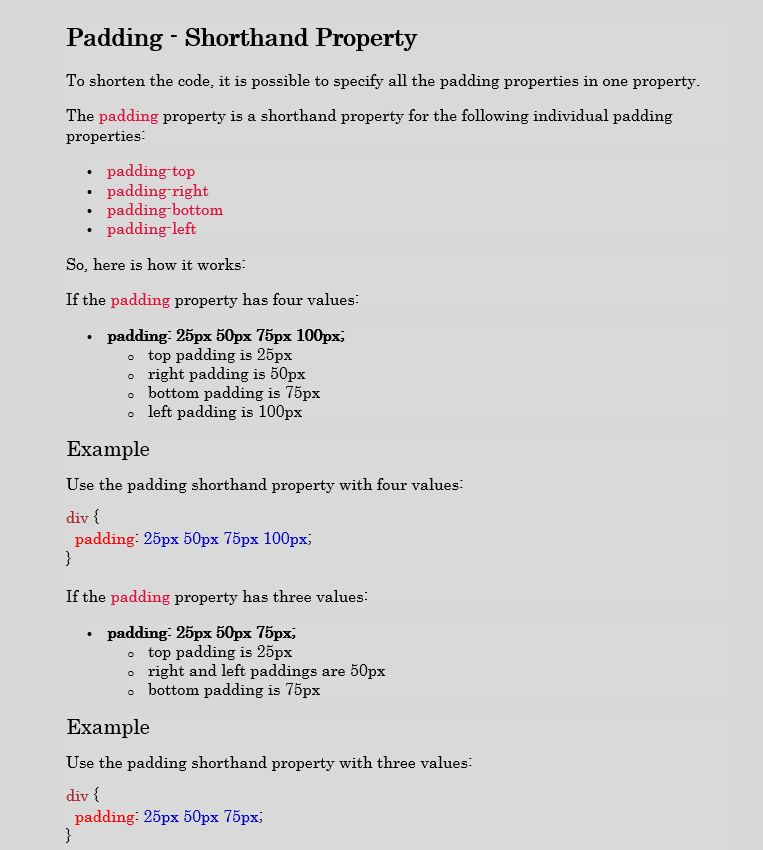 Padding - Shorthand Property
To shorten the code, it is possible to specify all the padding properties in one property.
The padding property is a shorthand property for the following individual padding
properties:
• padding-top
• padding-right
• padding-bottom
• padding-left
So, here is how it works:
If the padding property has four values:
• padding: 25px 50px 75px 100px;
o top padding is 25px
o right padding is 50px
o bottom padding is 75px
o left padding is 100px
Example
Use the padding shorthand property with four values:
div {
  padding: 25px 50px 75px 100px;
}
If the padding property has three values:
• padding: 25px 50px 75px;
o top padding is 25px
o right and left paddings are 50px
o bottom padding is 75px
Example
Use the padding shorthand property with three values:
div {
  padding: 25px 50px 75px;
}